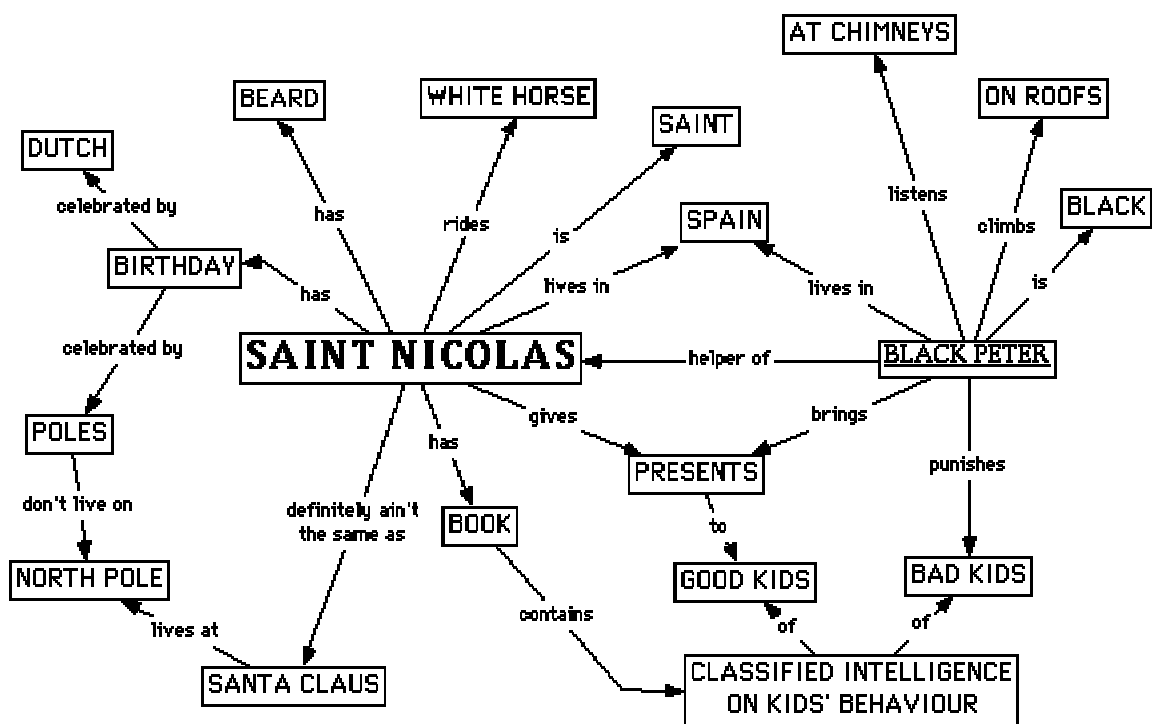 AT CHIMNEYS
BEARD
WHITE HORSE
ON ROOFS
SAINT
DUTCH
celebrated by
listens
BLACK
has
rides
SPAIN
climbs
is
BIRTHDAY
has
lives in
lives in
is
SAINT NICOLAS
helper of
BLACK PETER
celebrated by
gives
brings
POLES
has
PRESENTS
punishes
don't live on
definitely ain't
the same as
BOOK
to
NORTH POLE
GOOD KIDS
BAD KIDS
lives at
contains
of
of
SANTA CLAUS
CLASSIFIED INTELLIGENCE
ON KIDS' BEHAVIOUR